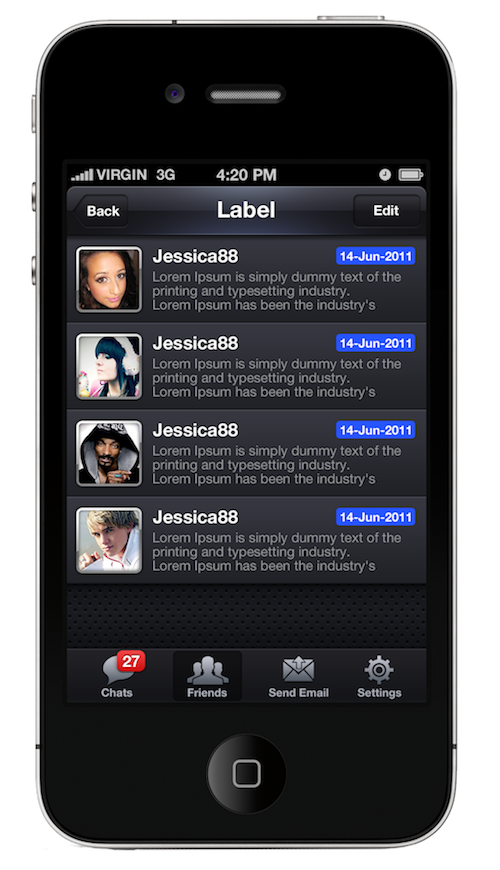 VIRGIN 3G 4:20 PM
Back Label Edit
Jessica88 14-Jun-2011
Lorem Ipsum is simply dummy text of the
printing and typesetting industry.
Lorem Ipsum has been the industry's
Jessica88 14-Jun-2011
Lorem Ipsum is simply dummy text of the
printing and typesetting industry.
Lorem Ipsum has been the industry's
Jessica88 14-Jun-2011
Lorem Ipsum is simply dummy text of the
printing and typesetting industry.
Lorem Ipsum has been the industry's
Jessica88 14-Jun-2011
Lorem Ipsum is simply dummy text of the
printing and typesetting industry.
Lorem Ipsum has been the industry's
27
Chats Friends Send Email Settings